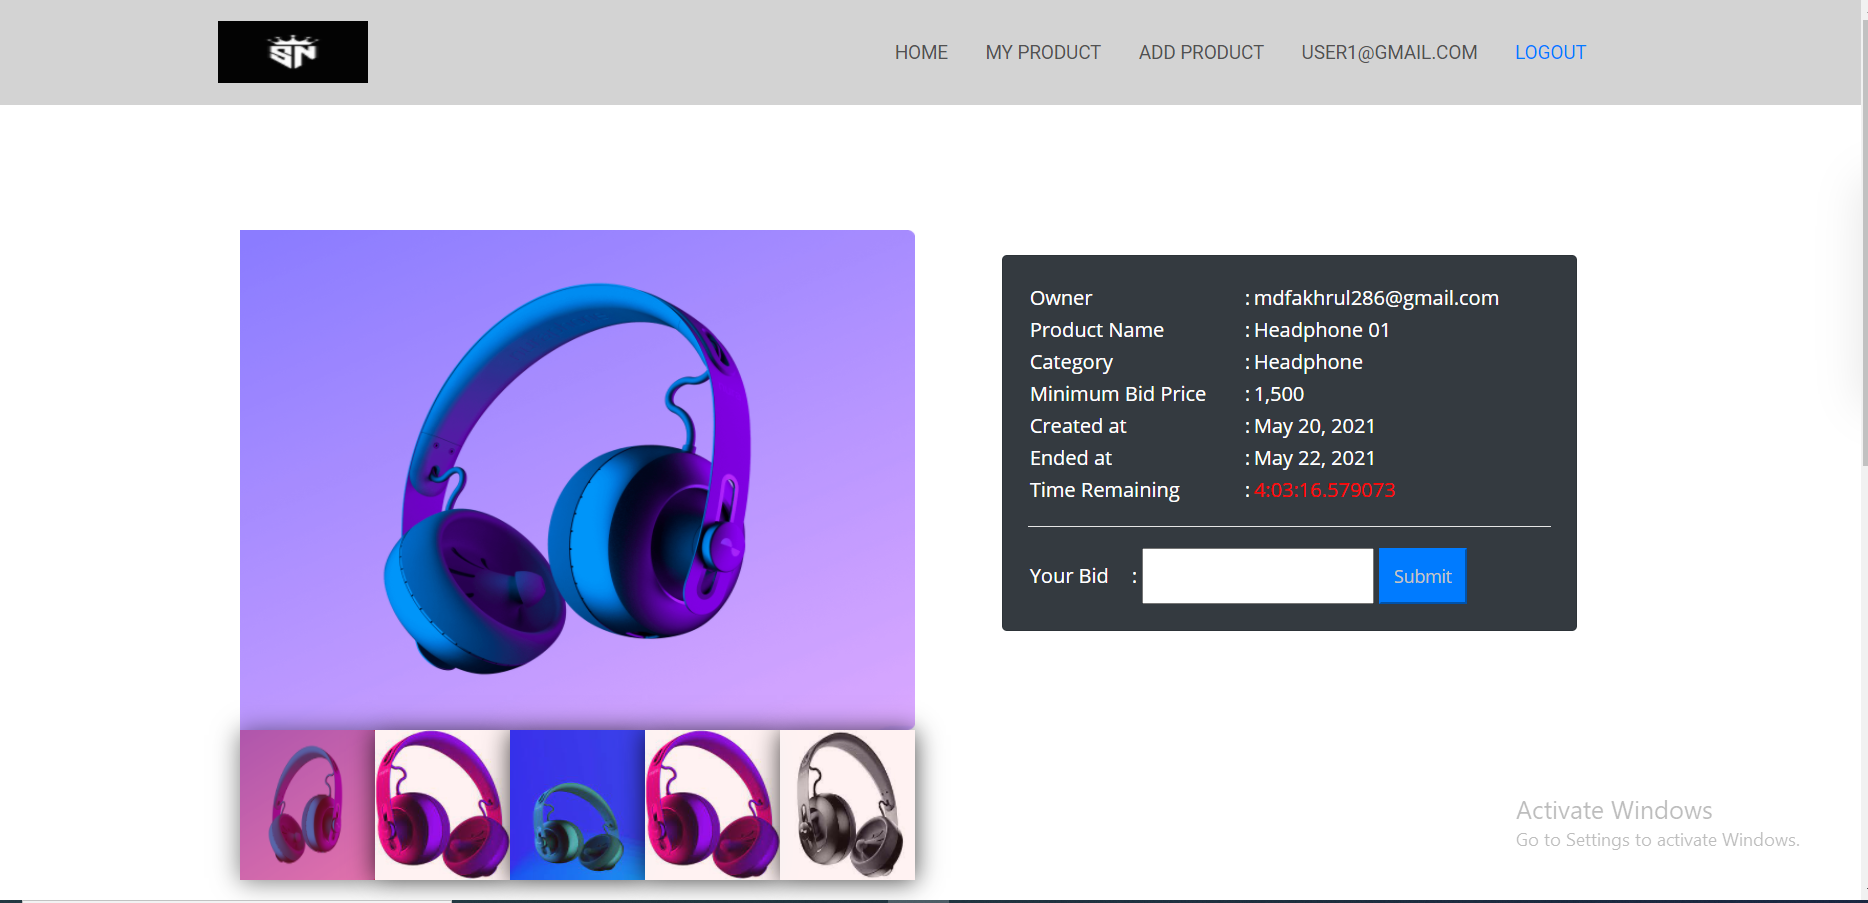 SN
HOME MY PRODUCT ADD PRODUCT USER1@GMAIL.COM LOGOUT
Owner : mdfakhrul286@gmail.com
Product Name : Headphone 01
Category : Headphone
Minimum Bid Price : 1,500
Created at : May 20, 2021
Ended at : May 22, 2021
Time Remaining : 4:03:16.579073
Your Bid : Submit
Activate Windows
Go to Settings to activate Windows.